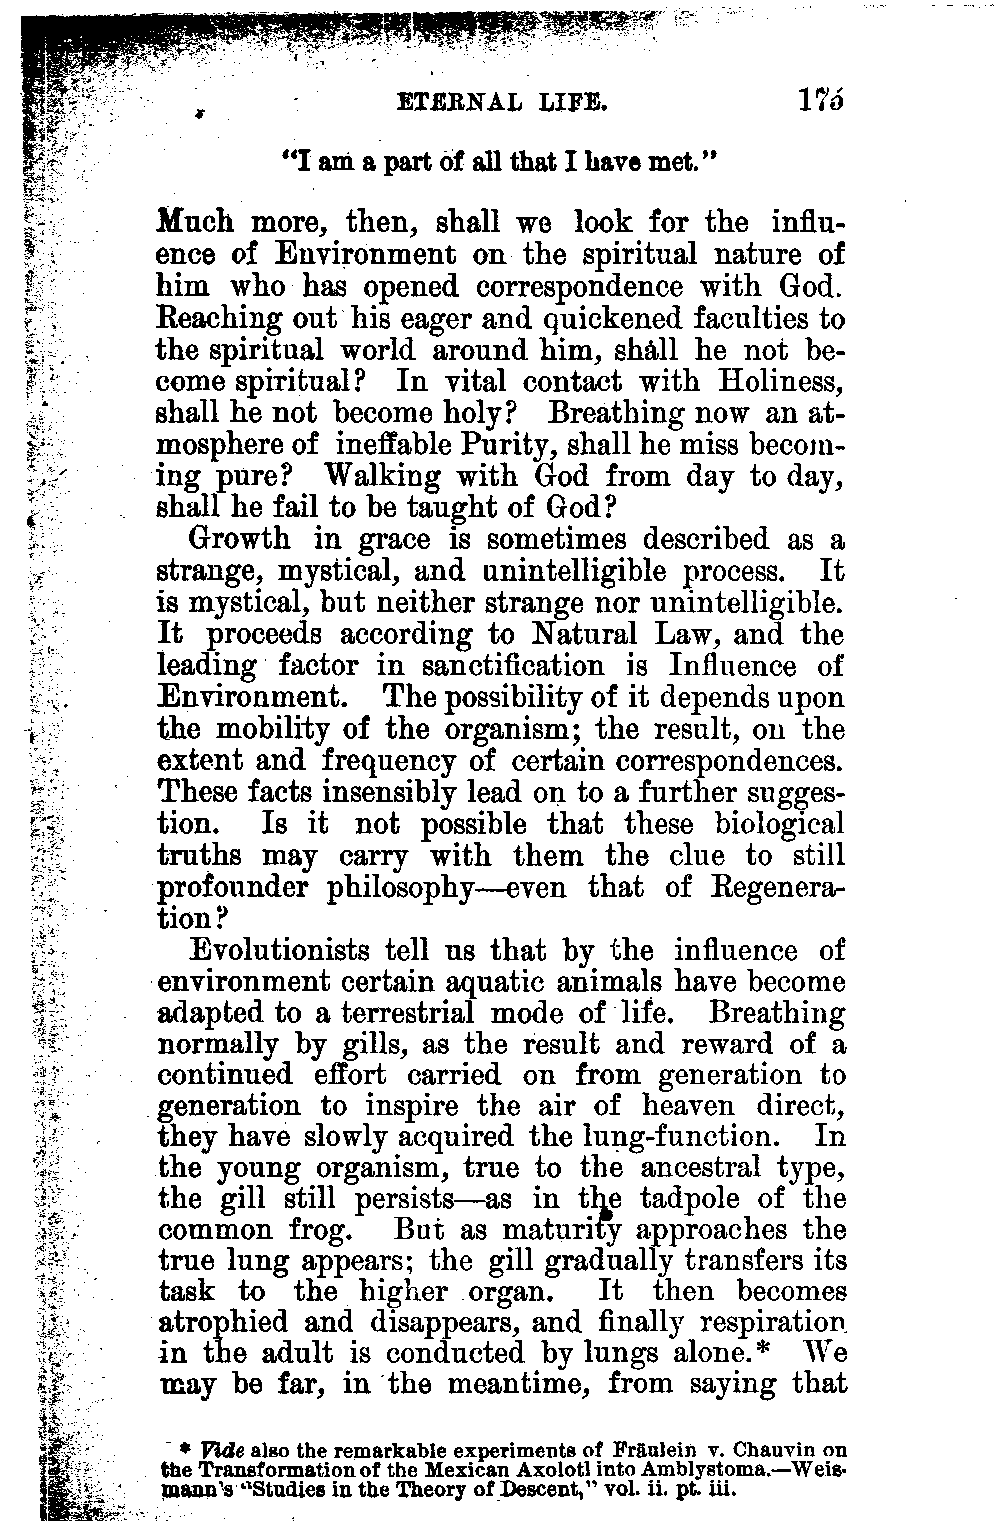 ETERNAL LIFE. 175
"I am a part of all that I have met."
Much more, then, shall we look for the influ-
ence of Environment on the spiritual nature of
him who has opened correspondence with God.
Reaching out his eager and quickened faculties to
the spiritual world around him, shall he not be-
come spiritual? In vital contact with Holiness,
shall he not become holy? Breathing now an at-
mosphere of ineffable Purity, shall he miss becom-
ing pure? Walking with God from day to day,
shall he fail to be taught of God?
Growth in grace is sometimes described as a
strange, mystical, and unintelligible process. It
is mystical, but neither strange nor unintelligible.
It proceeds according to Natural Law, and the
leading factor in sanctification is Influence of
Environment. The possibility of it depends upon
the mobility of the organism; the result, on the
extent and frequency of certain correspondences.
These facts insensibly lead on to a further sugges-
tion. Is it not possible that these biological
truths may carry with them the clue to still
profounder philosophy—even that of Regenera-
tion?
Evolutionists tell us that by the influence of
environment certain aquatic animals have become
adapted to a terrestrial mode of life. Breathing
normally by gills, as the result and reward of a
continued effort carried on from generation to
generation to inspire the air of heaven direct,
they have slowly acquired the lung-function. In
the young organism, true to the ancestral type,
the gill still persists—as in the tadpole of the
common frog. But as maturity approaches the
true lung appears; the gill gradually transfers its
task to the higher organ. It then becomes
atrophied and disappears, and finally respiration
in the adult is conducted by lungs alone.* We
may be far, in the meantime, from saying that
* Vide also the remarkable experiments of Fräulein v. Chauvin on
the Transformation of the Mexican Axolotl into Amblystoma.—Weis-
mann's "Studies in the Theory of Descent," vol. ii. pt. iii.